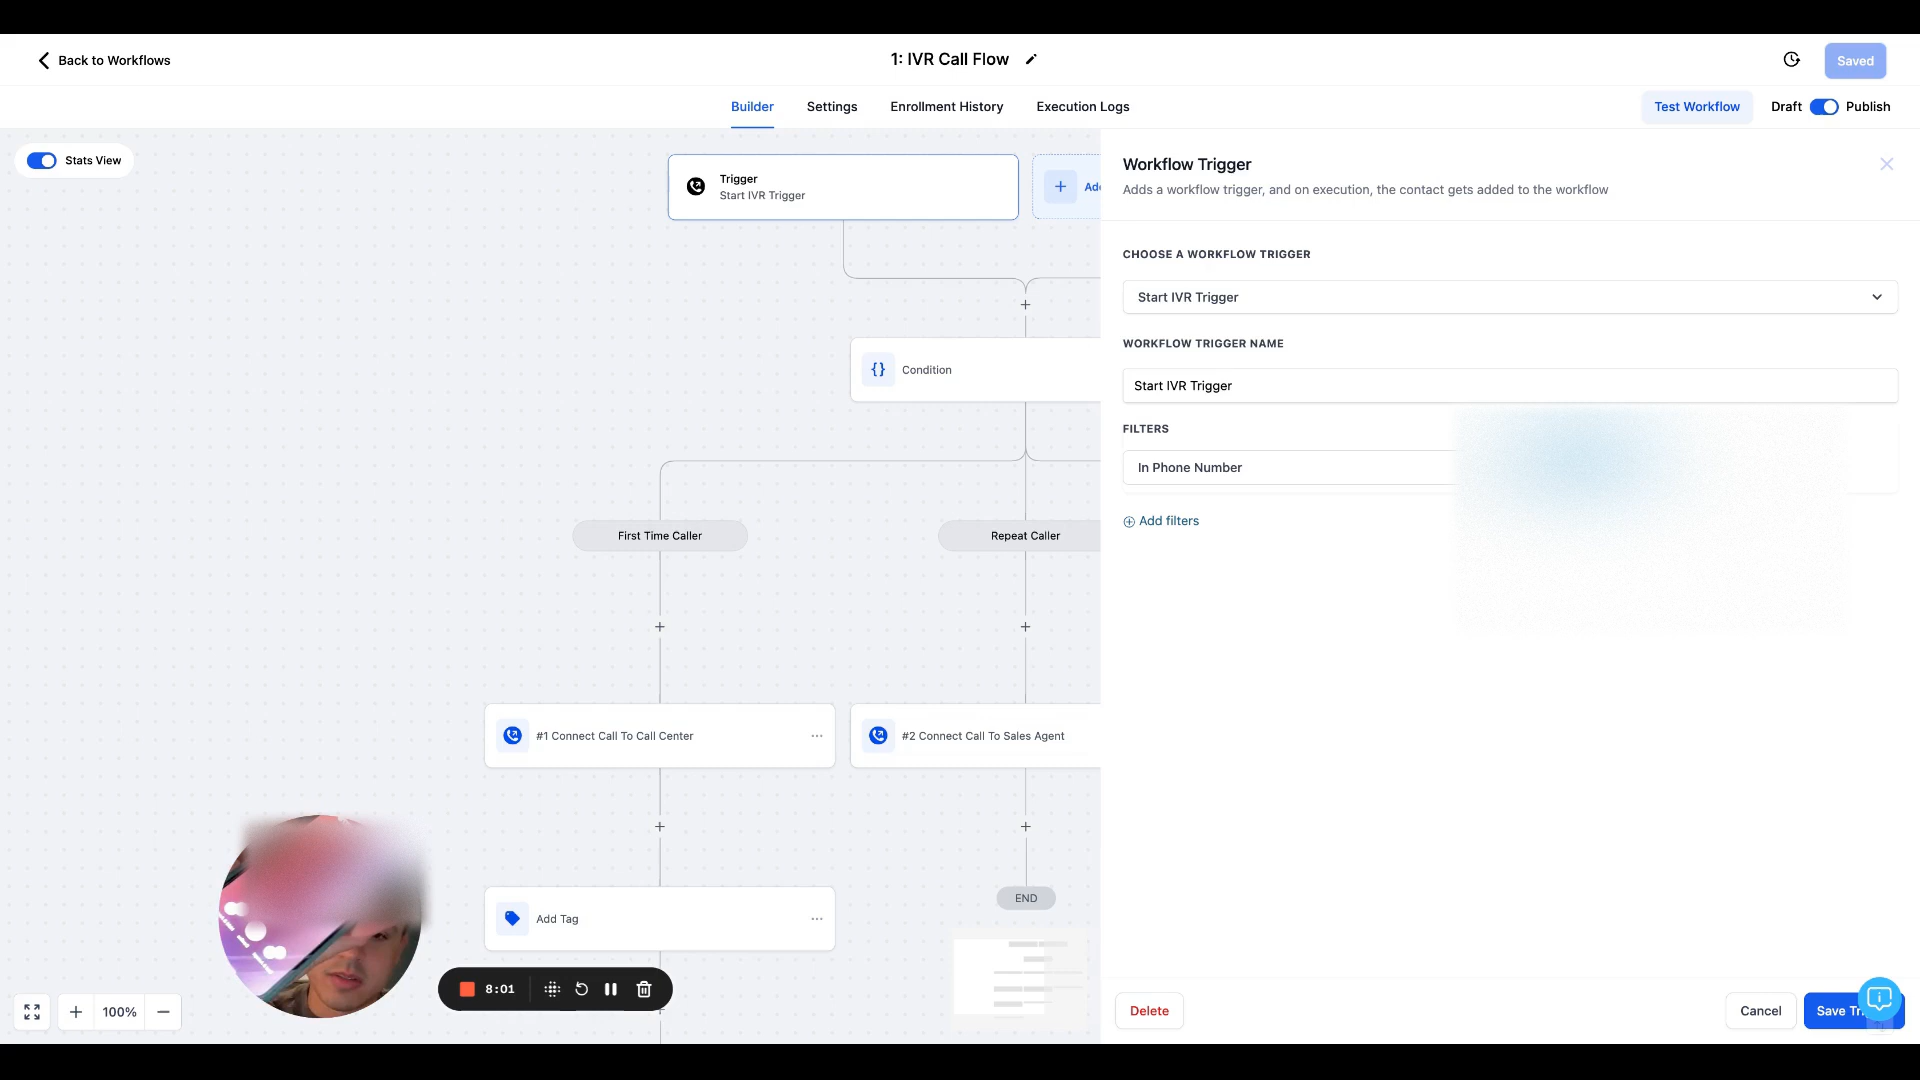 Back to Workflows
1: IVR Call Flow
Saved
Builder
Settings
Enrollment History
Execution Logs
Test Workflow
Draft
Publish
Stats View
Trigger
Start IVR Trigger
Condition
First Time Caller
Repeat Caller
#1 Connect Call To Call Center
#2 Connect Call To Sales Agent
Add Tag
END
8:01
100%
Workflow Trigger
Adds a workflow trigger, and on execution, the contact gets added to the workflow
CHOOSE A WORKFLOW TRIGGER
Start IVR Trigger
WORKFLOW TRIGGER NAME
Start IVR Trigger
FILTERS
In Phone Number
Add filters
Delete
Cancel
Save